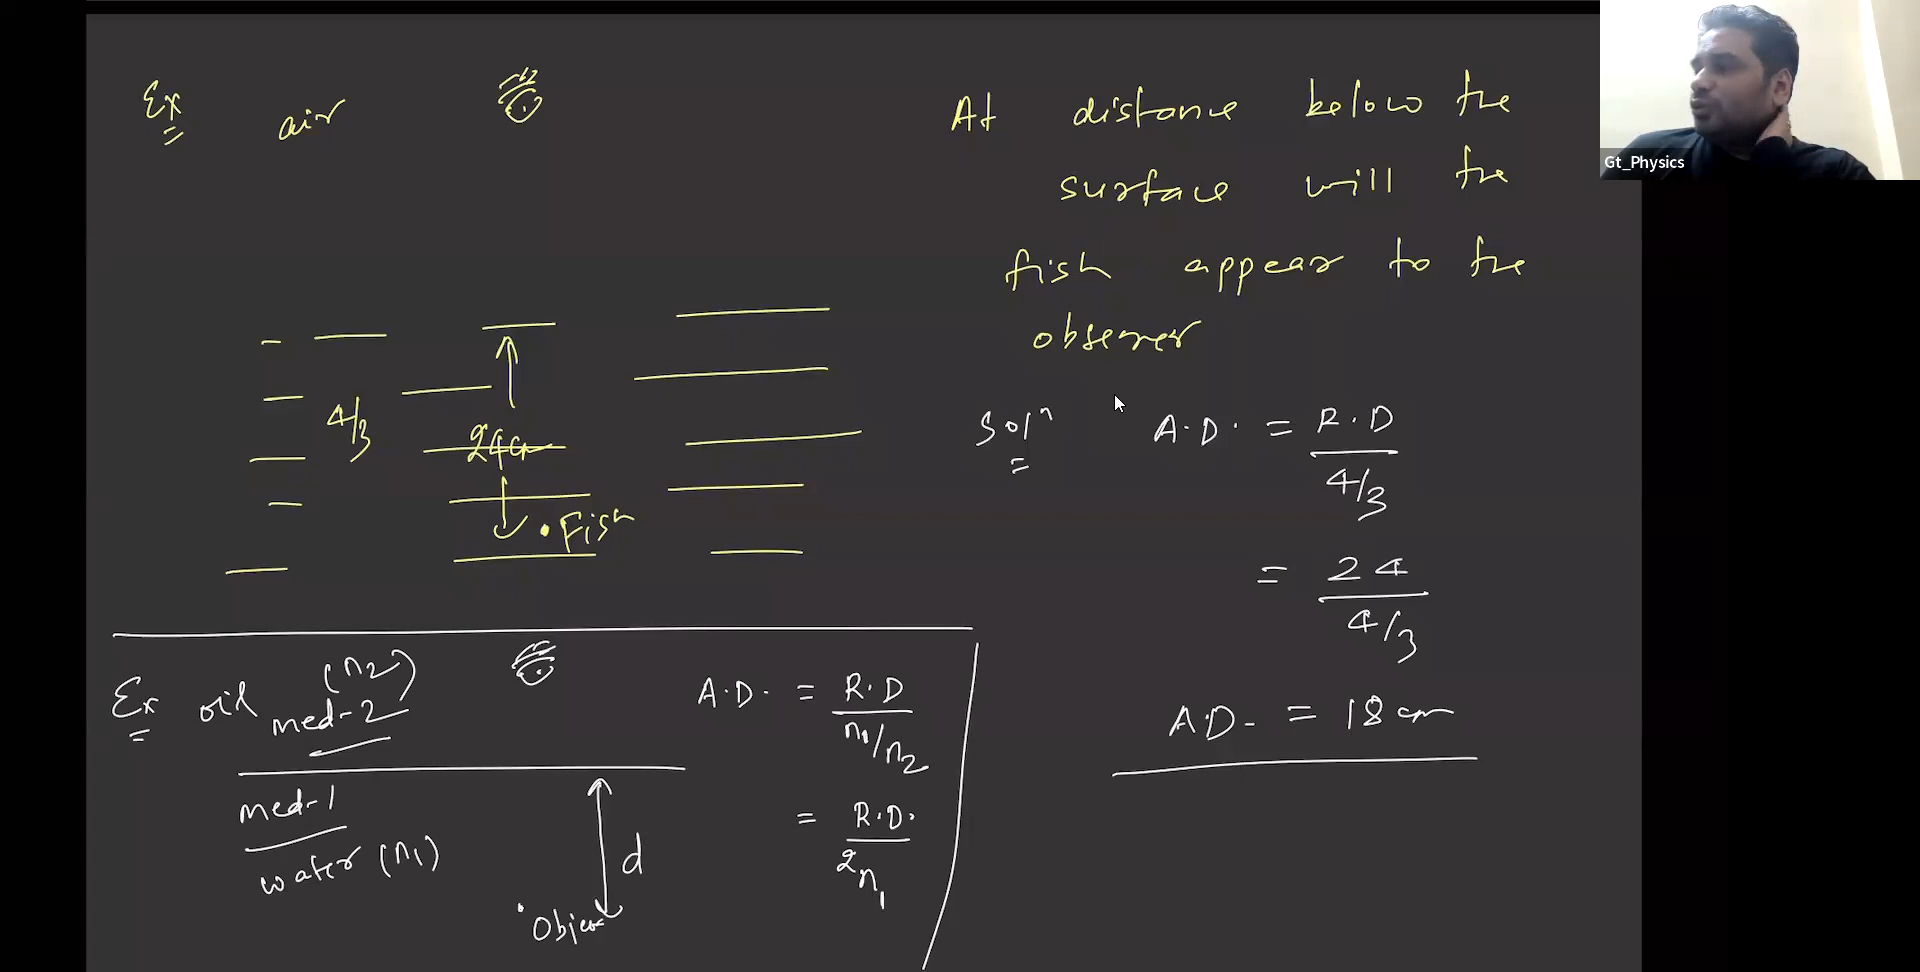 Ex air
At distance below the
surface will the
fish appear to the
observer
4/3
24cm
Fish
Solⁿ A.D. = R.D / 4/3
= 24 / 4/3
A.D. = 18 cm
Ex oil (n2)
med-2
med-1
water (n1)
d
Object
A.D. = R.D / n1/n2
= R.D. / ²n1
Gt_Physics